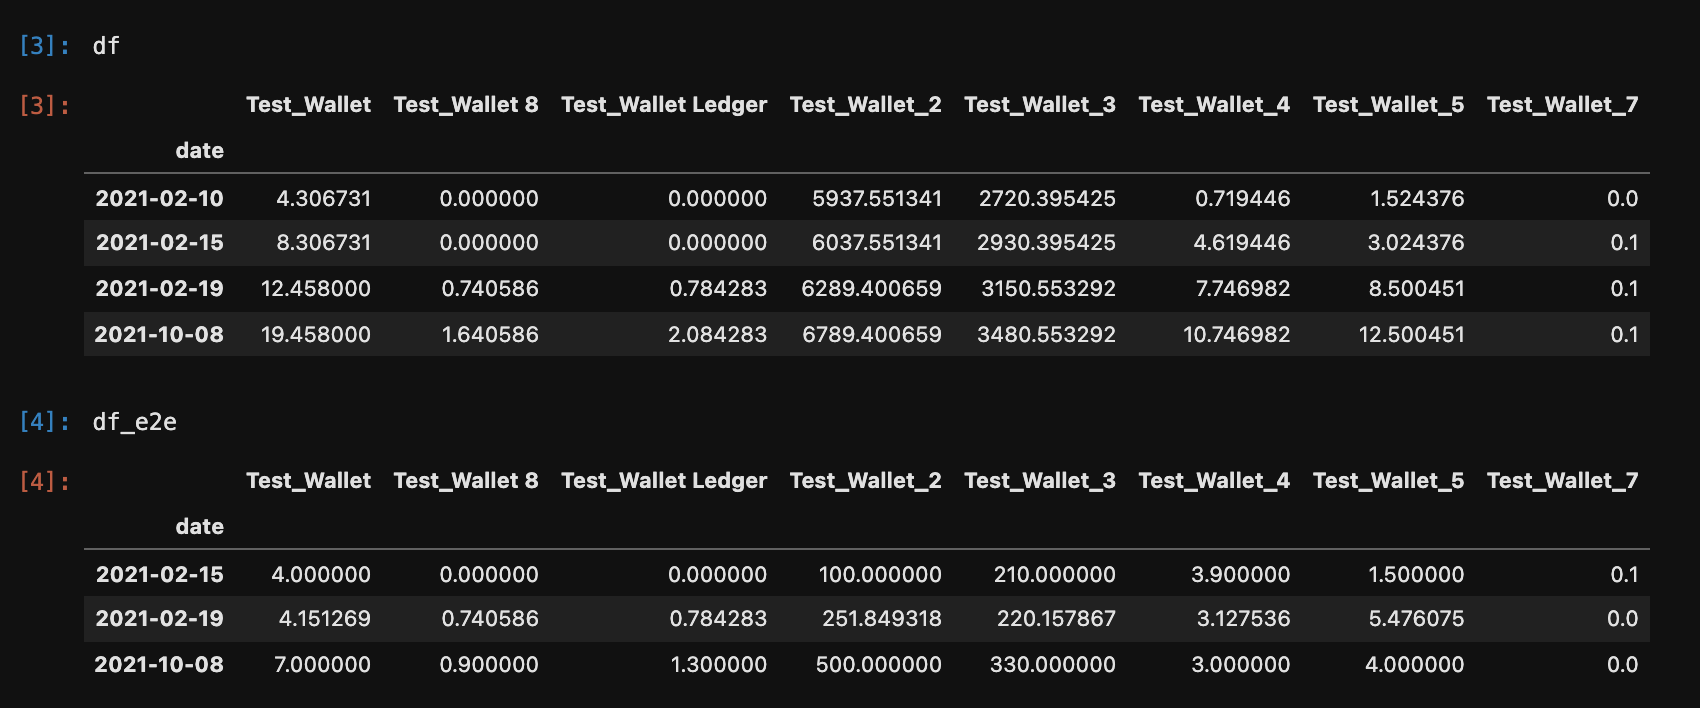 [3]: df
[3]: Test_Wallet Test_Wallet 8 Test_Wallet Ledger Test_Wallet_2 Test_Wallet_3 Test_Wallet_4 Test_Wallet_5 Test_Wallet_7
date
2021-02-10 4.306731 0.000000 0.000000 5937.551341 2720.395425 0.719446 1.524376 0.0
2021-02-15 8.306731 0.000000 0.000000 6037.551341 2930.395425 4.619446 3.024376 0.1
2021-02-19 12.458000 0.740586 0.784283 6289.400659 3150.553292 7.746982 8.500451 0.1
2021-10-08 19.458000 1.640586 2.084283 6789.400659 3480.553292 10.746982 12.500451 0.1
[4]: df_e2e
[4]: Test_Wallet Test_Wallet 8 Test_Wallet Ledger Test_Wallet_2 Test_Wallet_3 Test_Wallet_4 Test_Wallet_5 Test_Wallet_7
date
2021-02-15 4.000000 0.000000 0.000000 100.000000 210.000000 3.900000 1.500000 0.1
2021-02-19 4.151269 0.740586 0.784283 251.849318 220.157867 3.127536 5.476075 0.0
2021-10-08 7.000000 0.900000 1.300000 500.000000 330.000000 3.000000 4.000000 0.0